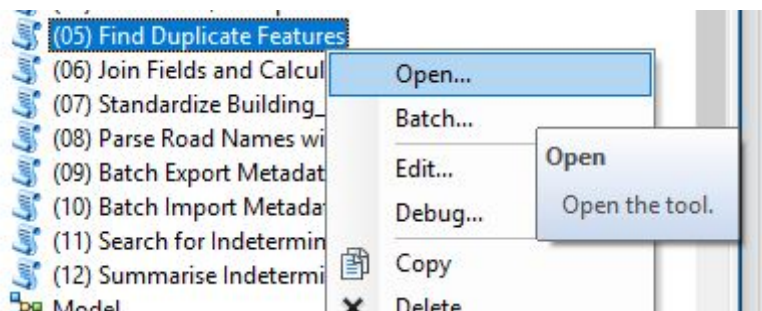 (05) Find Duplicate Features
(06) Join Fields and Calcul
(07) Standardize Building_
(08) Parse Road Names wi
(09) Batch Export Metadat
(10) Batch Import Metada
(11) Search for Indetermin
(12) Summarise Indetermi
Model
Open...
Batch...
Edit...
Debug...
Copy
Delete
Open
Open the tool.